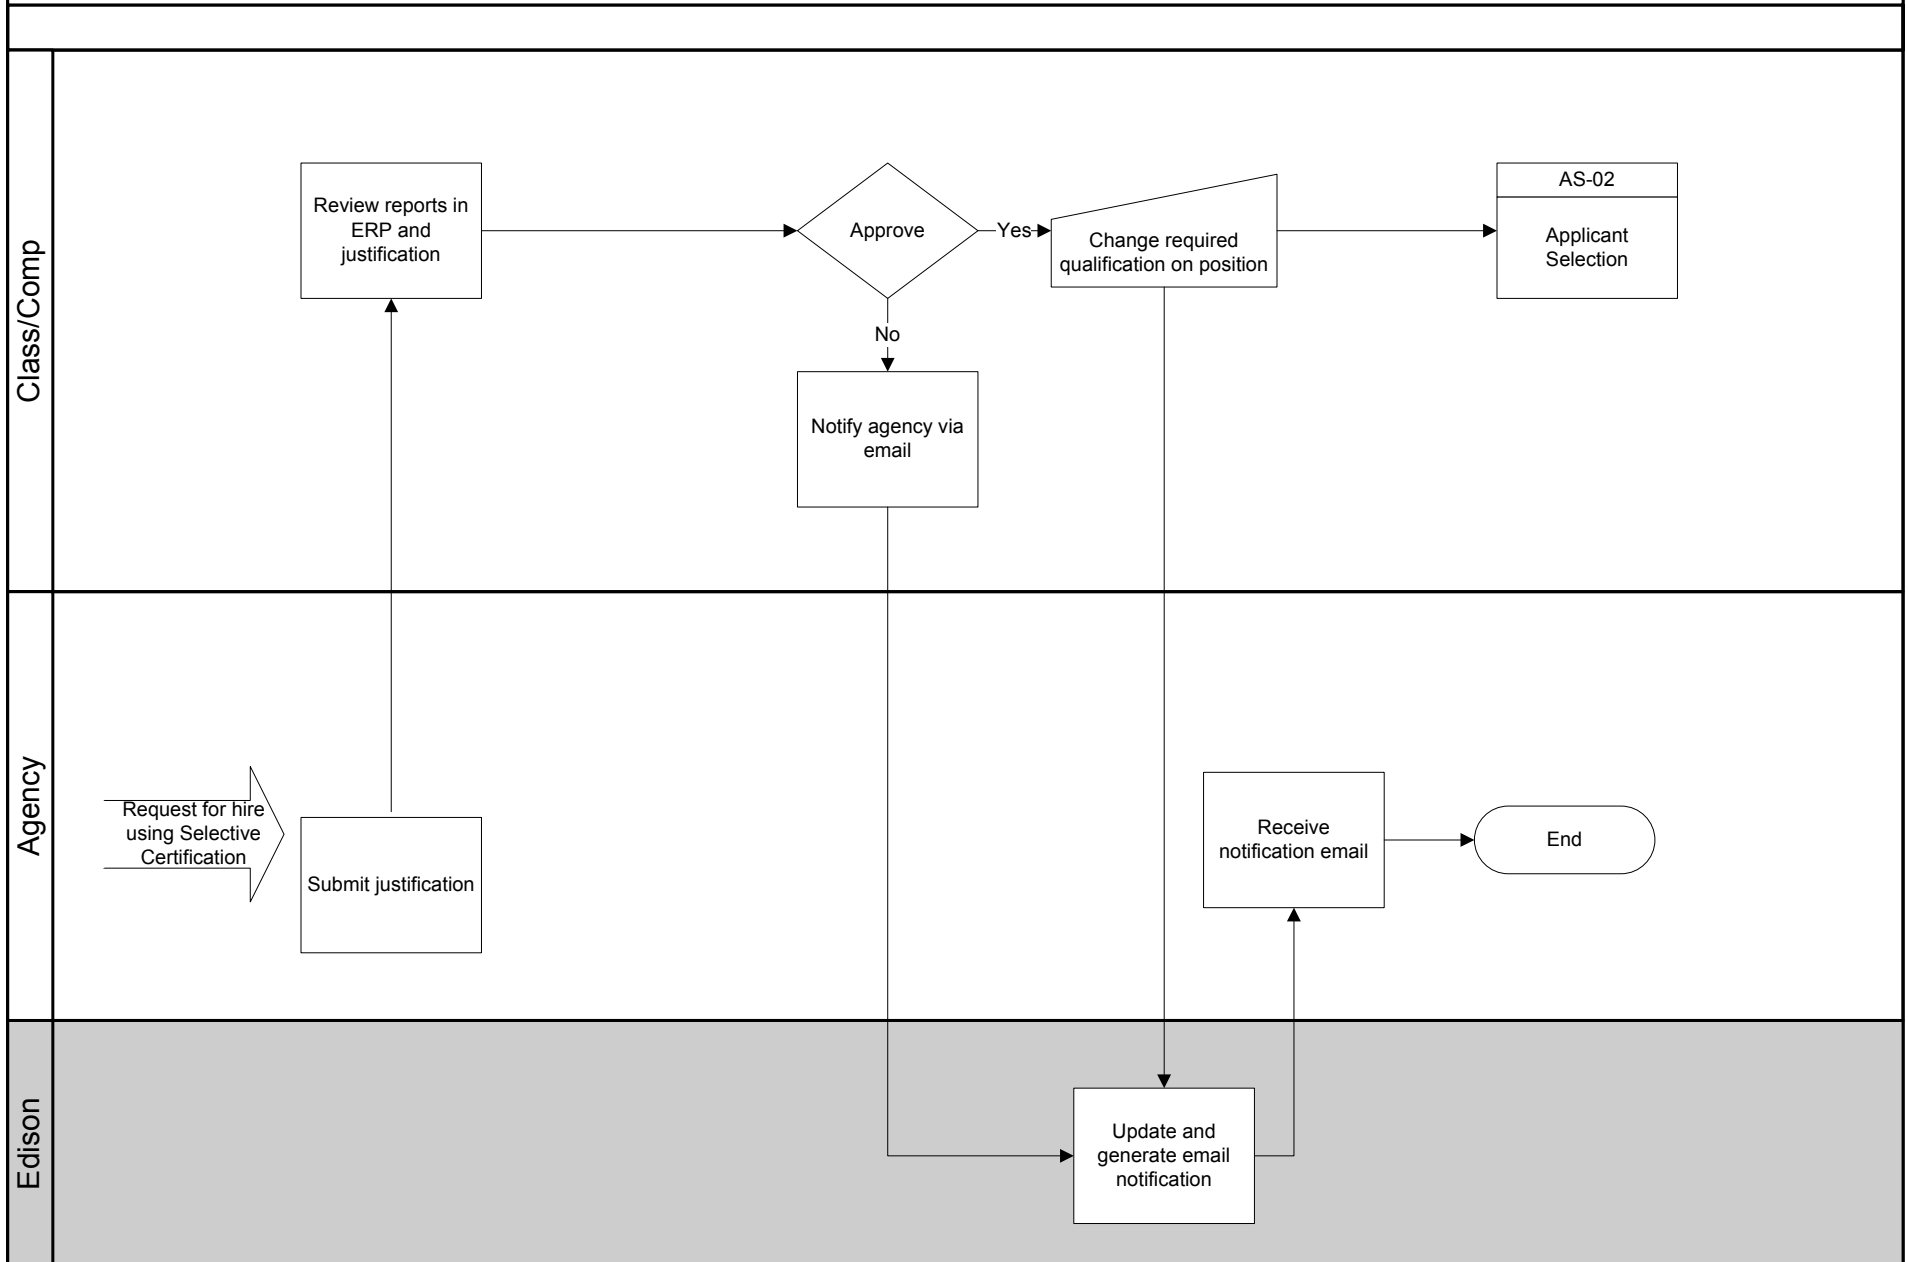 Class/Comp
Review reports in
ERP and
justification
Approve
Yes
Change required
qualification on position
AS-02
Applicant
Selection
No
Notify agency via
email
Agency
Request for hire
using Selective
Certification
Submit justification
Receive
notification email
End
Edison
Update and
generate email
notification